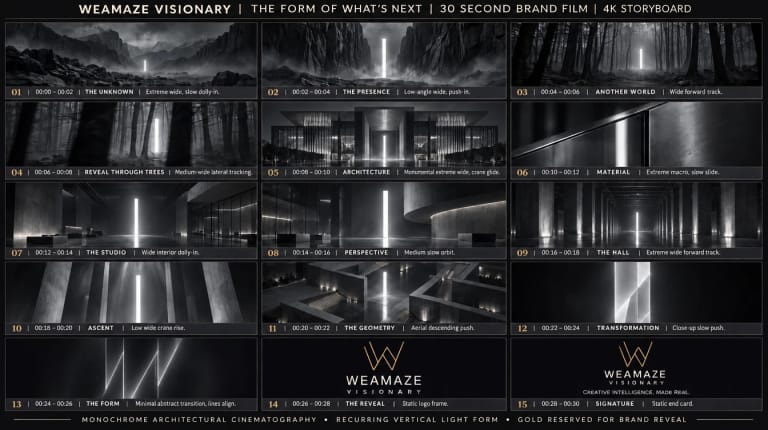 WEAMAZE VISIONARY | THE FORM OF WHAT'S NEXT | 30 SECOND BRAND FILM | 4K STORYBOARD
01 | 00:00 – 00:02 | THE UNKNOWN | Extreme wide, slow dolly-in.
02 | 00:02 – 00:04 | THE PRESENCE | Low-angle wide, push-in.
03 | 00:04 – 00:06 | ANOTHER WORLD | Wide forward track.
04 | 00:06 – 00:08 | REVEAL THROUGH TREES | Medium-wide lateral tracking.
05 | 00:08 – 00:10 | ARCHITECTURE | Monumental extreme wide, crane glide.
06 | 00:10 – 00:12 | MATERIAL | Extreme macro, slow slide.
07 | 00:12 – 00:14 | THE STUDIO | Wide interior dolly-in.
08 | 00:14 – 00:16 | PERSPECTIVE | Medium slow orbit.
09 | 00:16 – 00:18 | THE HALL | Extreme wide forward track.
10 | 00:18 – 00:20 | ASCENT | Low wide crane rise.
11 | 00:20 – 00:22 | THE GEOMETRY | Aerial descending push.
12 | 00:22 – 00:24 | TRANSFORMATION | Close-up slow push.
13 | 00:24 – 00:26 | THE FORM | Minimal abstract transition, lines align.
WEAMAZE
VISIONARY
14 | 00:26 – 00:28 | THE REVEAL | Static logo frame.
WEAMAZE
VISIONARY
Creative Intelligence. Made Real.
15 | 00:28 – 00:30 | SIGNATURE | Static end card.
MONOCHROME ARCHITECTURAL CINEMATOGRAPHY • RECURRING VERTICAL LIGHT FORM • GOLD RESERVED FOR BRAND REVEAL